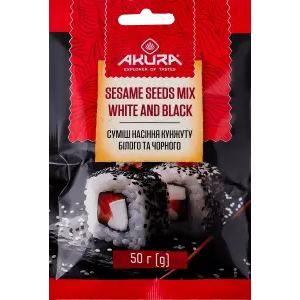 AKURA
EXPLORER OF TASTES
SESAME SEEDS MIX
WHITE AND BLACK
СУМІШ НАСІННЯ КУНЖУТУ
БІЛОГО ТА ЧОРНОГО
50 г (g)